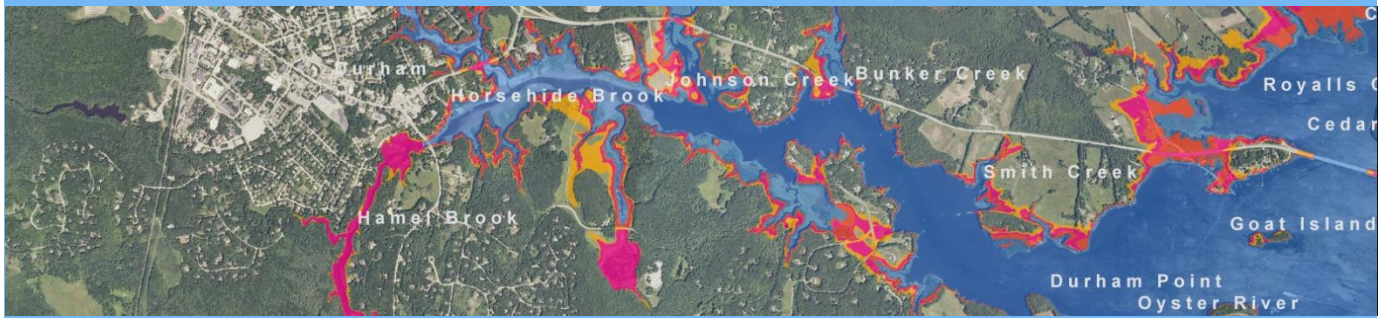 Durham
Horsehide Brook
Johnson Creek
Bunker Creek
Royalls
Cedar
Smith Creek
Hamel Brook
Goat Island
Durham Point
Oyster River